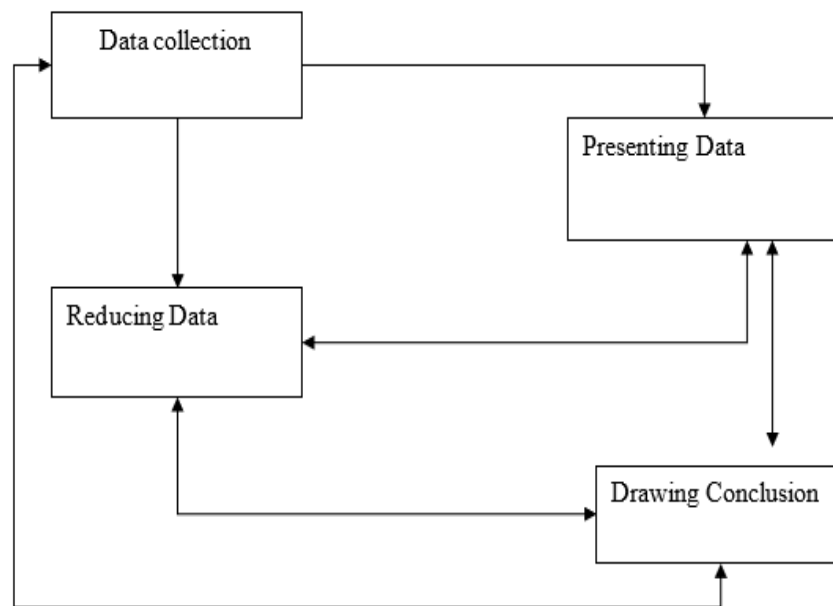 Data collection
Presenting Data
Reducing Data
Drawing Conclusion